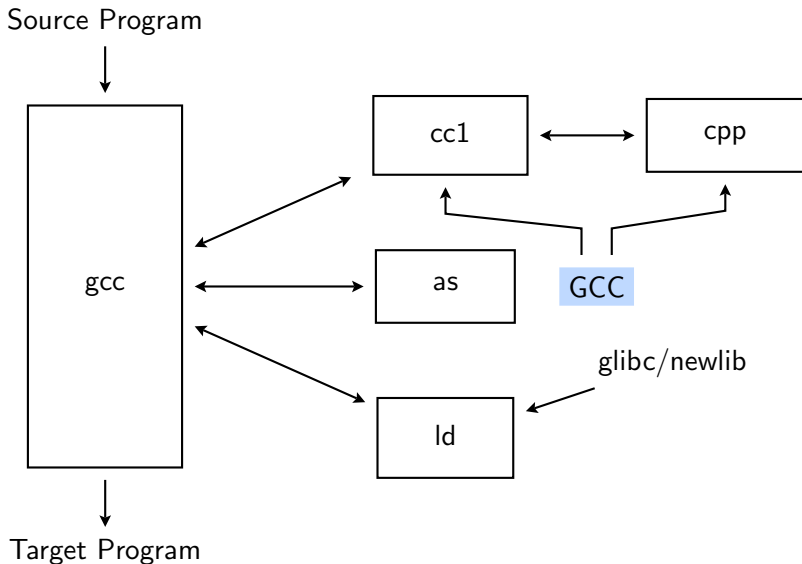 Source Program
cc1
cpp
gcc
as
GCC
glibc/newlib
ld
Target Program